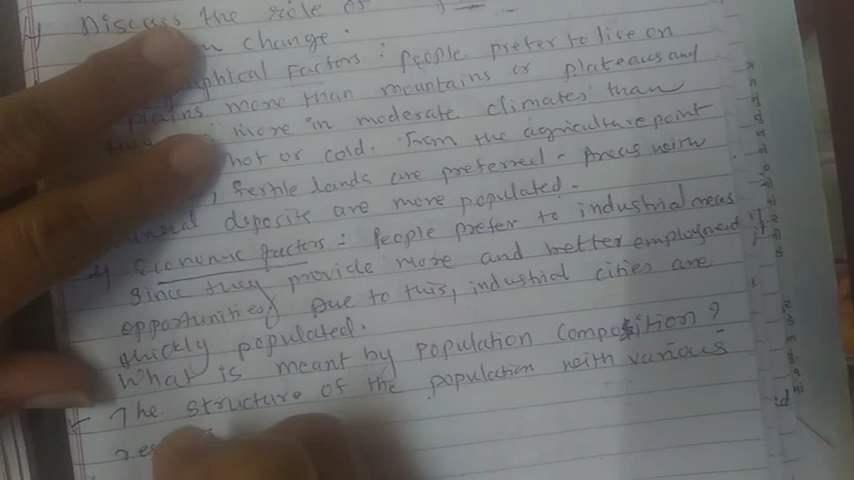 Discuss the role of
change.
aphical Factors: people prefer to live on
plains more than mountains or plateaus and
they more in moderate climates than
hot or cold. From the agriculture point
, fertile lands are preferred. Areas with
mineral deposits are more populated.
Economic factors: People prefer to industrial areas
since they provide more and better employment
opportunities. Due to this, industrial cities are
thickly populated.
What is meant by population composition?
The structure of the population with various
res